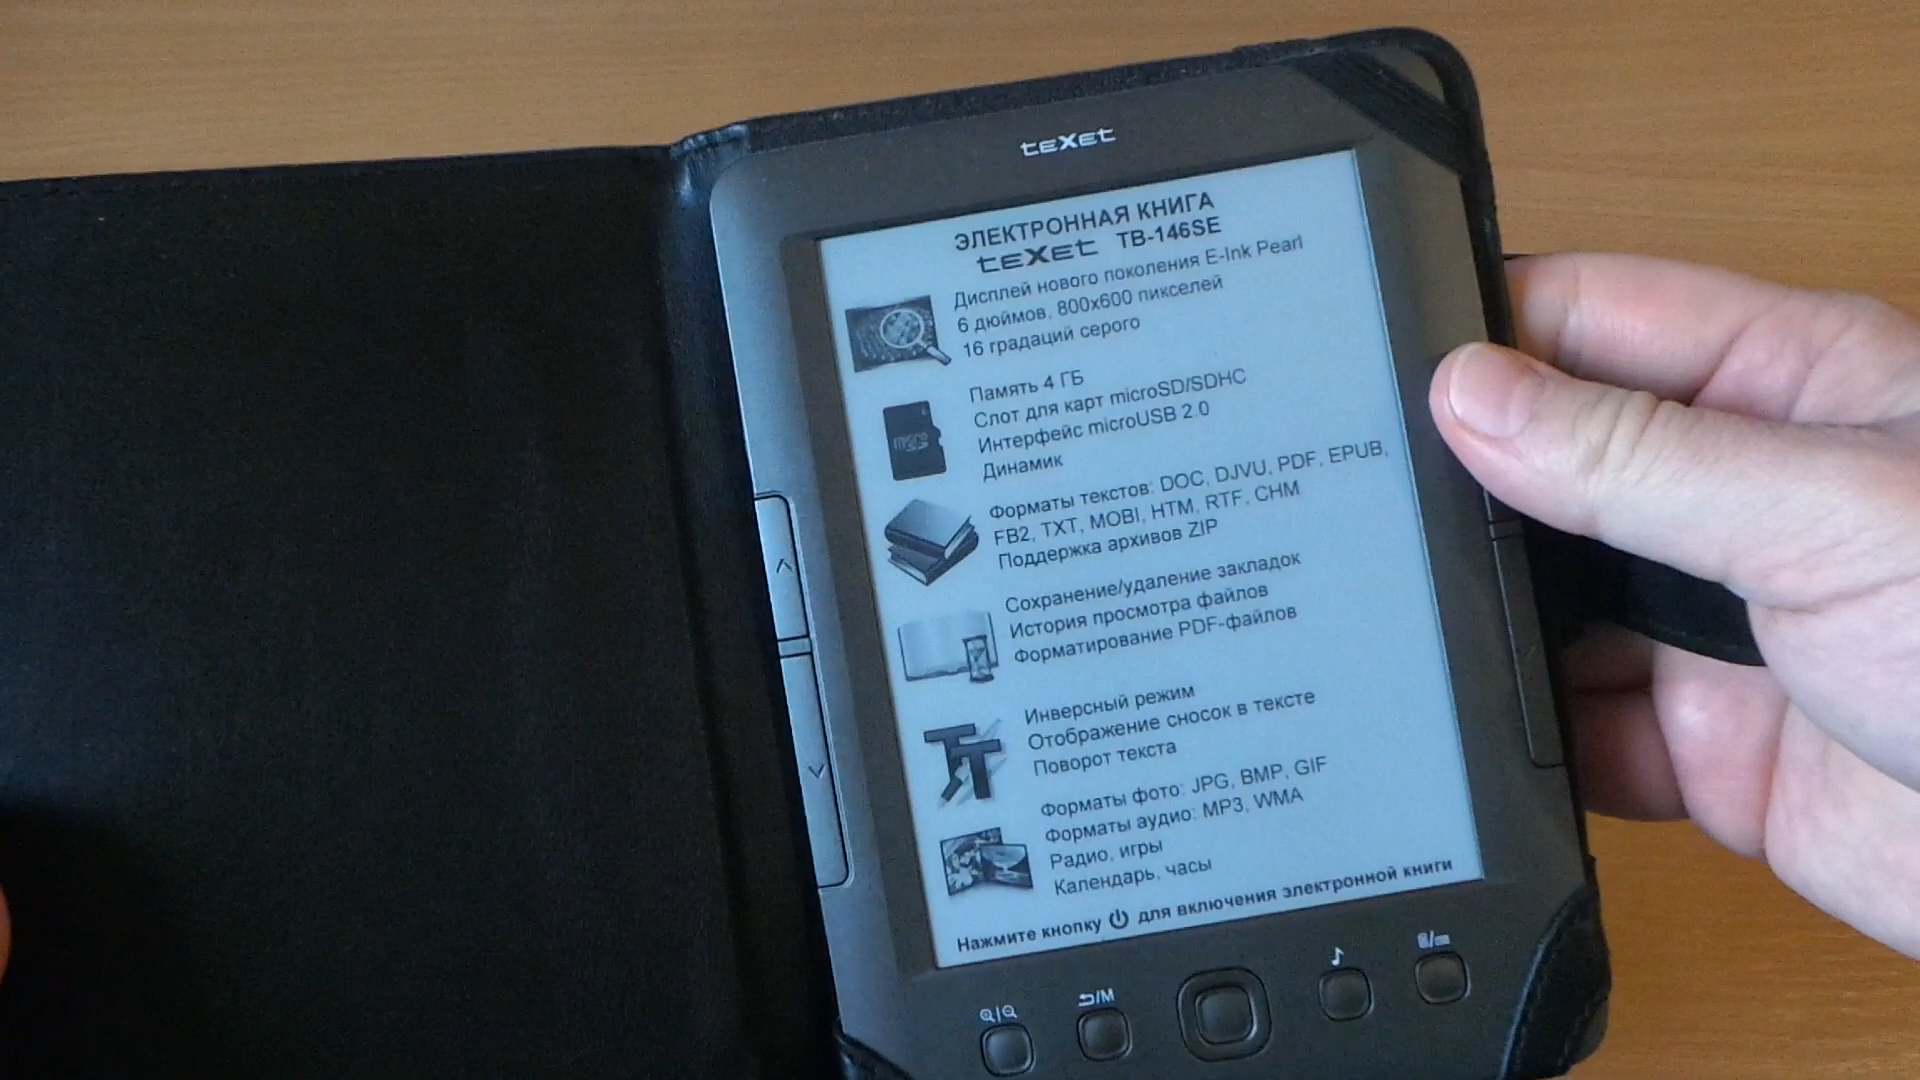 teXet
ЭЛЕКТРОННАЯ КНИГА
teXet TB-146SE
Дисплей нового поколения E-Ink Pearl
6 дюймов, 800x600 пикселей
16 градаций серого
Память 4 ГБ
Слот для карт microSD/SDHC
Интерфейс microUSB 2.0
Динамик
Форматы текстов: DOC, DJVU, PDF, EPUB,
FB2, TXT, MOBI, HTM, RTF, CHM
Поддержка архивов ZIP
Сохранение/удаление закладок
История просмотра файлов
Форматирование PDF-файлов
Инверсный режим
Отображение сносок в тексте
Поворот текста
Форматы фото: JPG, BMP, GIF
Форматы аудио: MP3, WMA
Радио, игры
Календарь, часы
Нажмите кнопку для включения электронной книги
/M